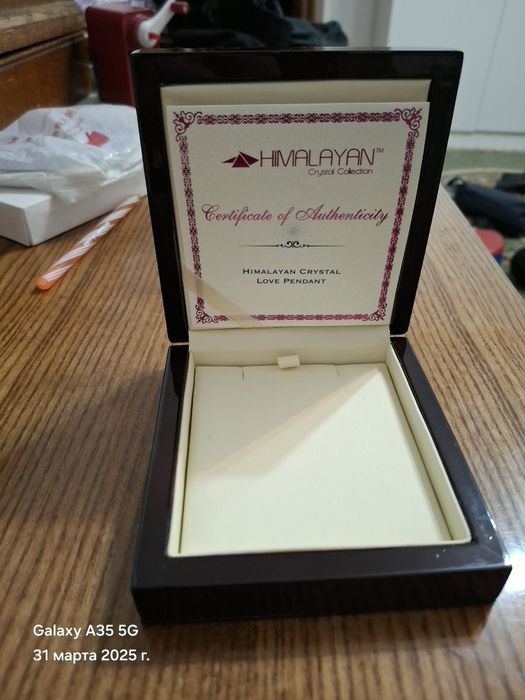 HIMALAYAN™
Crystal Collection
Certificate of Authenticity
HIMALAYAN CRYSTAL
LOVE PENDANT
Galaxy A35 5G
31 марта 2025 г.